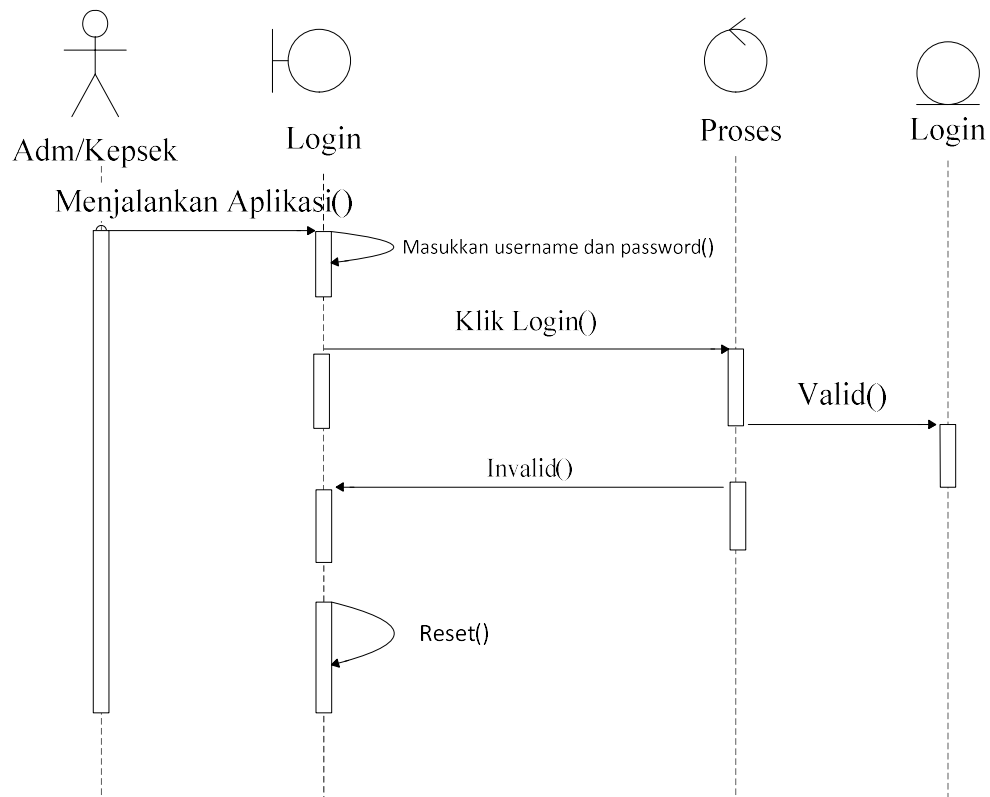 Adm/Kepsek
Login
Proses
Login
Menjalankan Aplikasi()
Masukkan username dan password()
Klik Login()
Valid()
Invalid()
Reset()